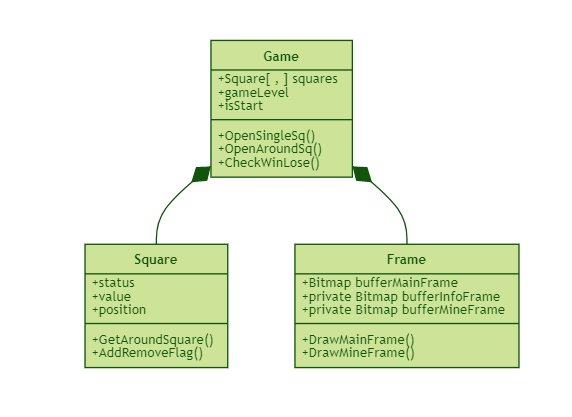 Game
+Square[ , ] squares
+gameLevel
+isStart
+OpenSingleSq()
+OpenAroundSq()
+CheckWinLose()
Square
+status
+value
+position
+GetAroundSquare()
+AddRemoveFlag()
Frame
+Bitmap bufferMainFrame
+private Bitmap bufferInfoFrame
+private Bitmap bufferMineFrame
+DrawMainFrame()
+DrawMineFrame()